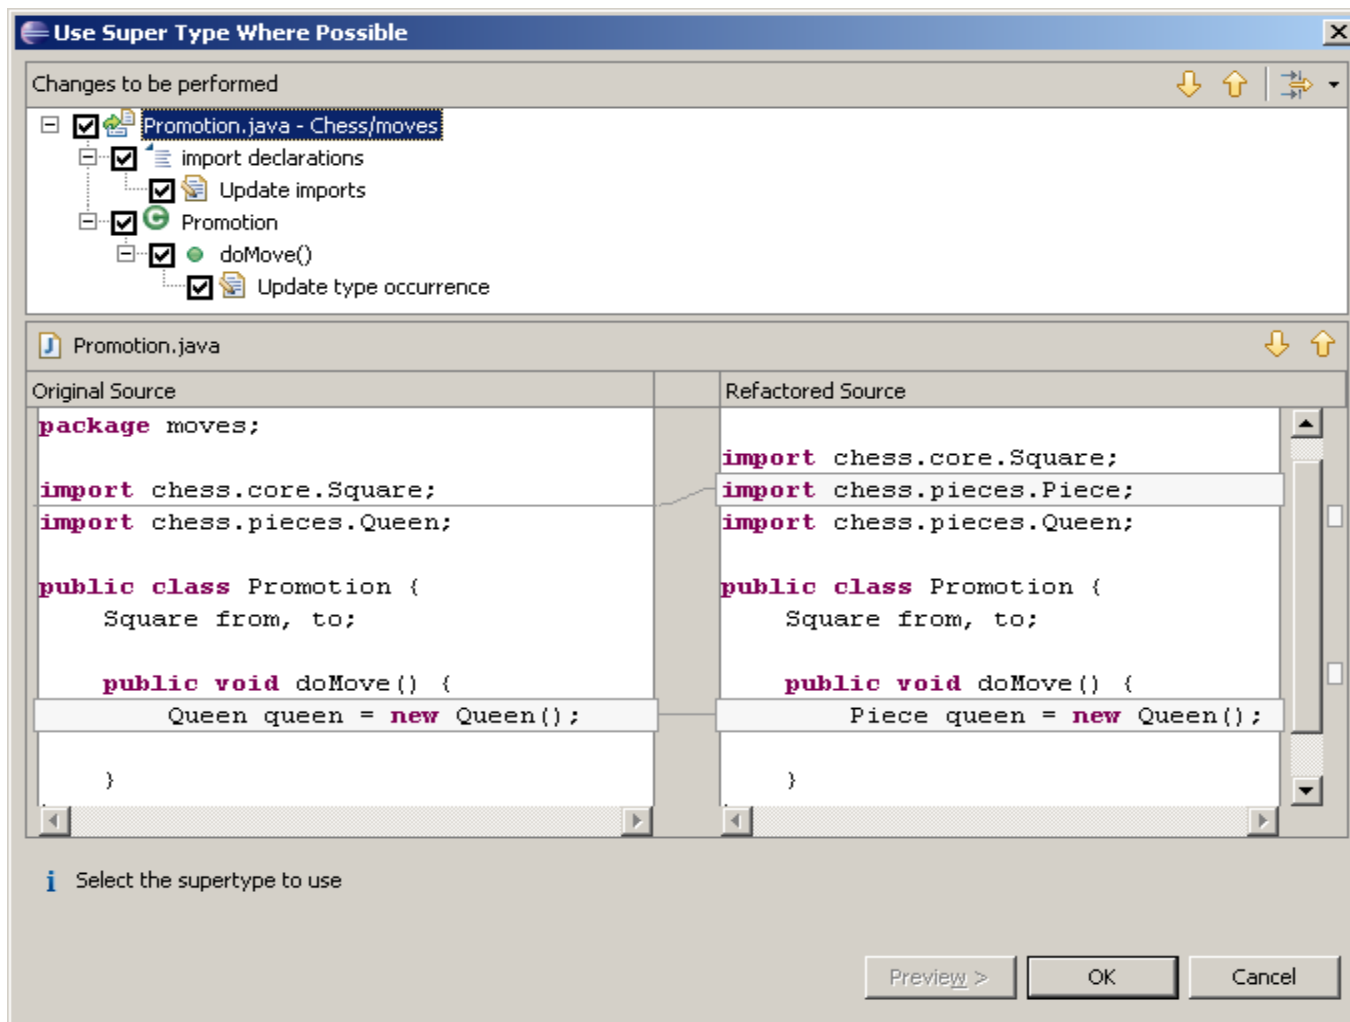 Use Super Type Where Possible
Changes to be performed
Promotion.java - Chess/moves
import declarations
Update imports
Promotion
doMove()
Update type occurrence
Promotion.java
Original Source
package moves;
import chess.core.Square;
import chess.pieces.Queen;
public class Promotion {
Square from, to;
public void doMove() {
Queen queen = new Queen();
}
Refactored Source
import chess.core.Square;
import chess.pieces.Piece;
import chess.pieces.Queen;
public class Promotion {
Square from, to;
public void doMove() {
Piece queen = new Queen();
}
Select the supertype to use
Preview >
OK
Cancel